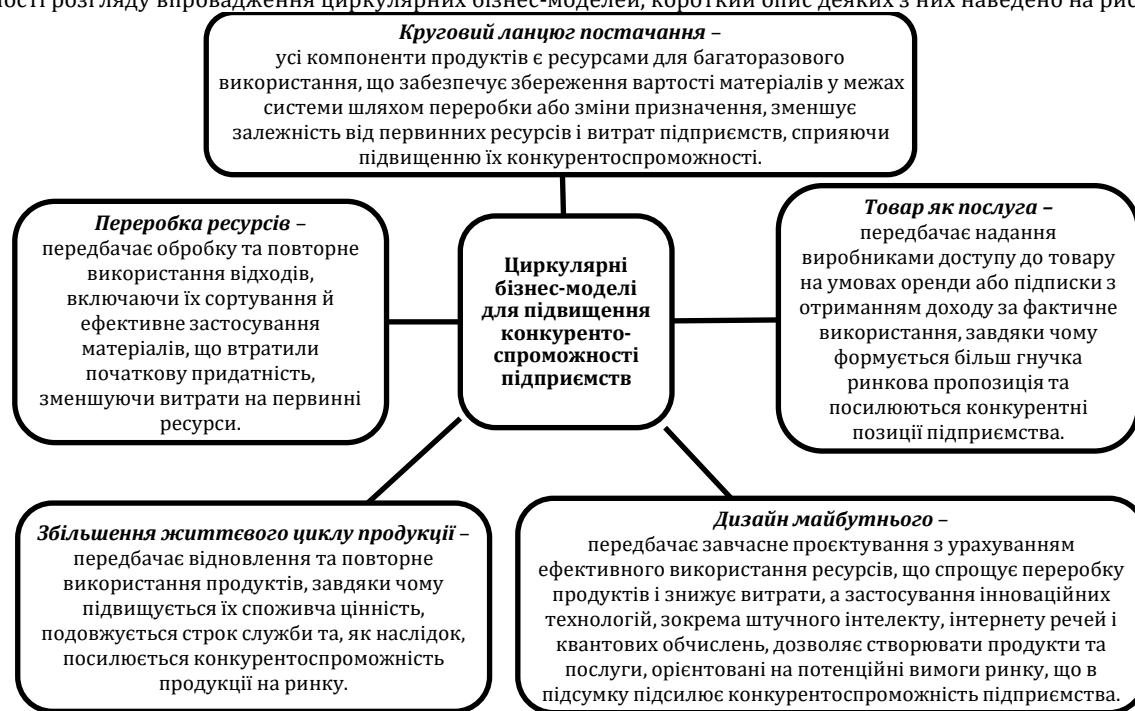 ності розгляду впровадження циркулярних бізнес-моделей, короткий опис деяких з них наведено на рис
Круговий ланцюг постачання –
усі компоненти продуктів є ресурсами для багаторазового
використання, що забезпечує збереження вартості матеріалів у межах
системи шляхом переробки або зміни призначення, зменшує
залежність від первинних ресурсів і витрат підприємств, сприяючи
підвищенню їх конкурентоспроможності.
Переробка ресурсів –
передбачає обробку та повторне
використання відходів,
включаючи їх сортування й
ефективне застосування
матеріалів, що втратили
початкову придатність,
зменшуючи витрати на первинні
ресурси.
Циркулярні
бізнес-моделі
для підвищення
конкуренто-
спроможності
підприємств
Товар як послуга –
передбачає надання
виробниками доступу до товару
на умовах оренди або підписки з
отриманням доходу за фактичне
використання, завдяки чому
формується більш гнучка
ринкова пропозиція та
посилюються конкурентні
позиції підприємства.
Збільшення життєвого циклу продукції –
передбачає відновлення та повторне
використання продуктів, завдяки чому
підвищується їх споживча цінність,
подовжується строк служби та, як наслідок,
посилюється конкурентоспроможність
продукції на ринку.
Дизайн майбутнього –
передбачає завчасне проєктування з урахуванням
ефективного використання ресурсів, що спрощує переробку
продуктів і знижує витрати, а застосування інноваційних
технологій, зокрема штучного інтелекту, інтернету речей і
квантових обчислень, дозволяє створювати продукти та
послуги, орієнтовані на потенційні вимоги ринку, що в
підсумку підсилює конкурентоспроможність підприємства.